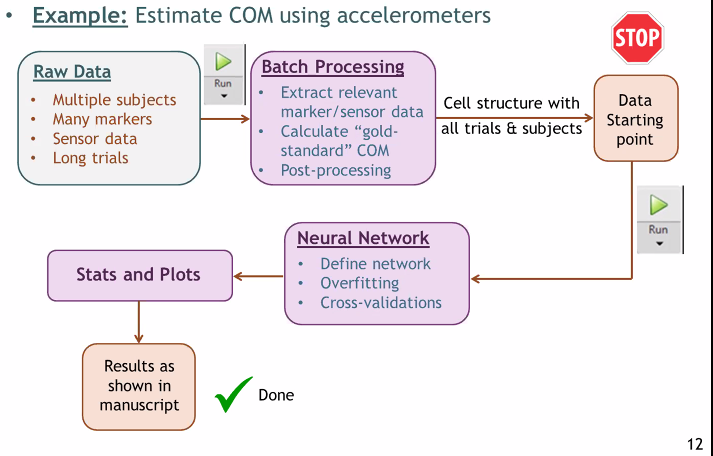 • Example: Estimate COM using accelerometers
STOP
Raw Data
• Multiple subjects
• Many markers
• Sensor data
• Long trials
Run
Batch Processing
• Extract relevant
marker/sensor data
• Calculate “gold-
standard” COM
• Post-processing
Cell structure with
all trials & subjects
Data
Starting
point
Run
Neural Network
• Define network
• Overfitting
• Cross-validations
Stats and Plots
Results as
shown in
manuscript
Done
12